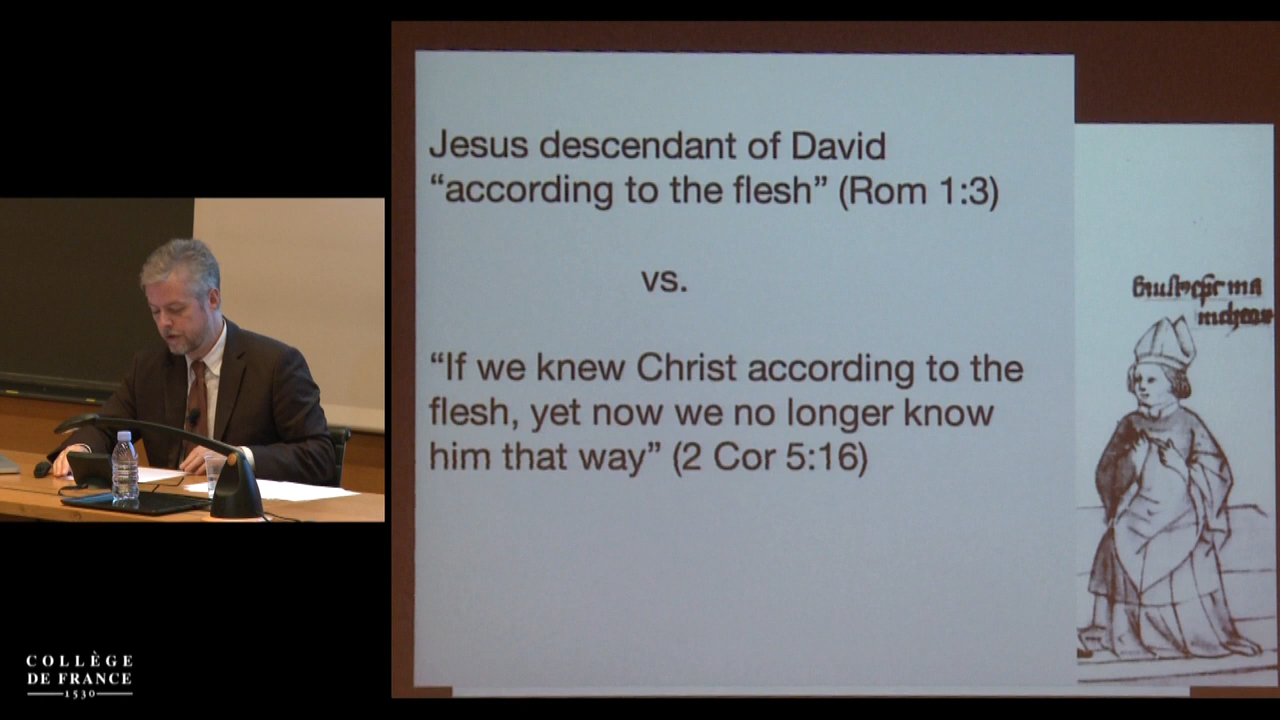 Jesus descendant of David
“according to the flesh” (Rom 1:3)
vs.
“If we knew Christ according to the
flesh, yet now we no longer know
him that way” (2 Cor 5:16)
COLLÈGE
DE FRANCE
1530